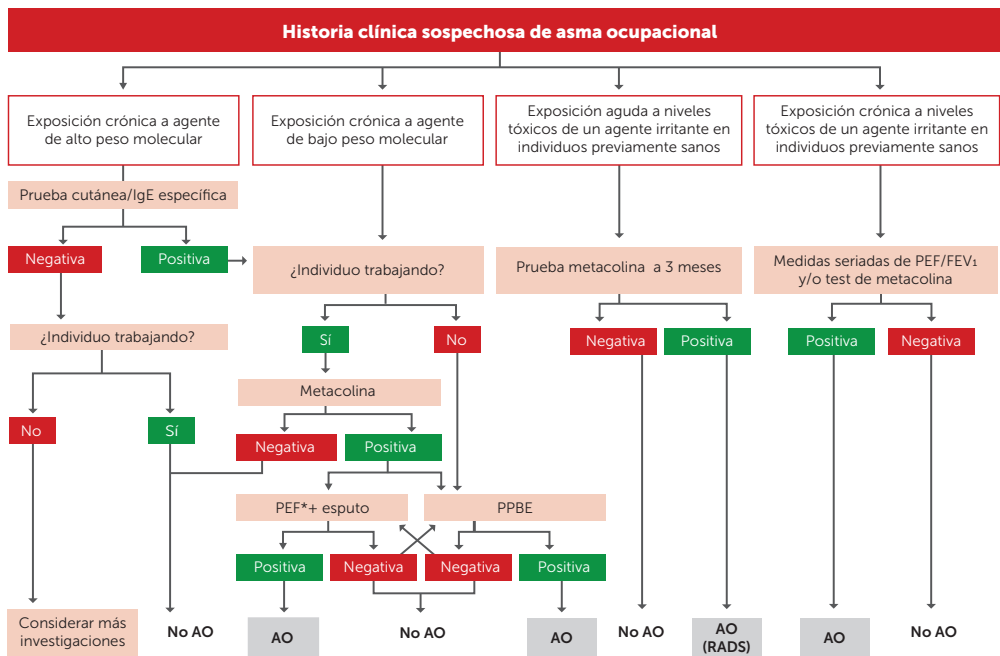 Historia clínica sospechosa de asma ocupacional
Exposición crónica a agente
de alto peso molecular
Exposición crónica a agente
de bajo peso molecular
Exposición aguda a niveles
tóxicos de un agente irritante en
individuos previamente sanos
Exposición crónica a niveles
tóxicos de un agente irritante en
individuos previamente sanos
Prueba cutánea/IgE específica
Negativa
Positiva
¿Individuo trabajando?
Prueba metacolina a 3 meses
Medidas seriadas de PEF/FEV₁
y/o test de metacolina
¿Individuo trabajando?
Sí
No
Negativa
Positiva
Positiva
Negativa
Metacolina
No
Sí
Negativa
Positiva
PEF*+ esputo
PPBE
Positiva
Negativa
Negativa
Positiva
Considerar más
investigaciones
No AO
AO
No AO
AO
No AO
AO
(RADS)
AO
No AO